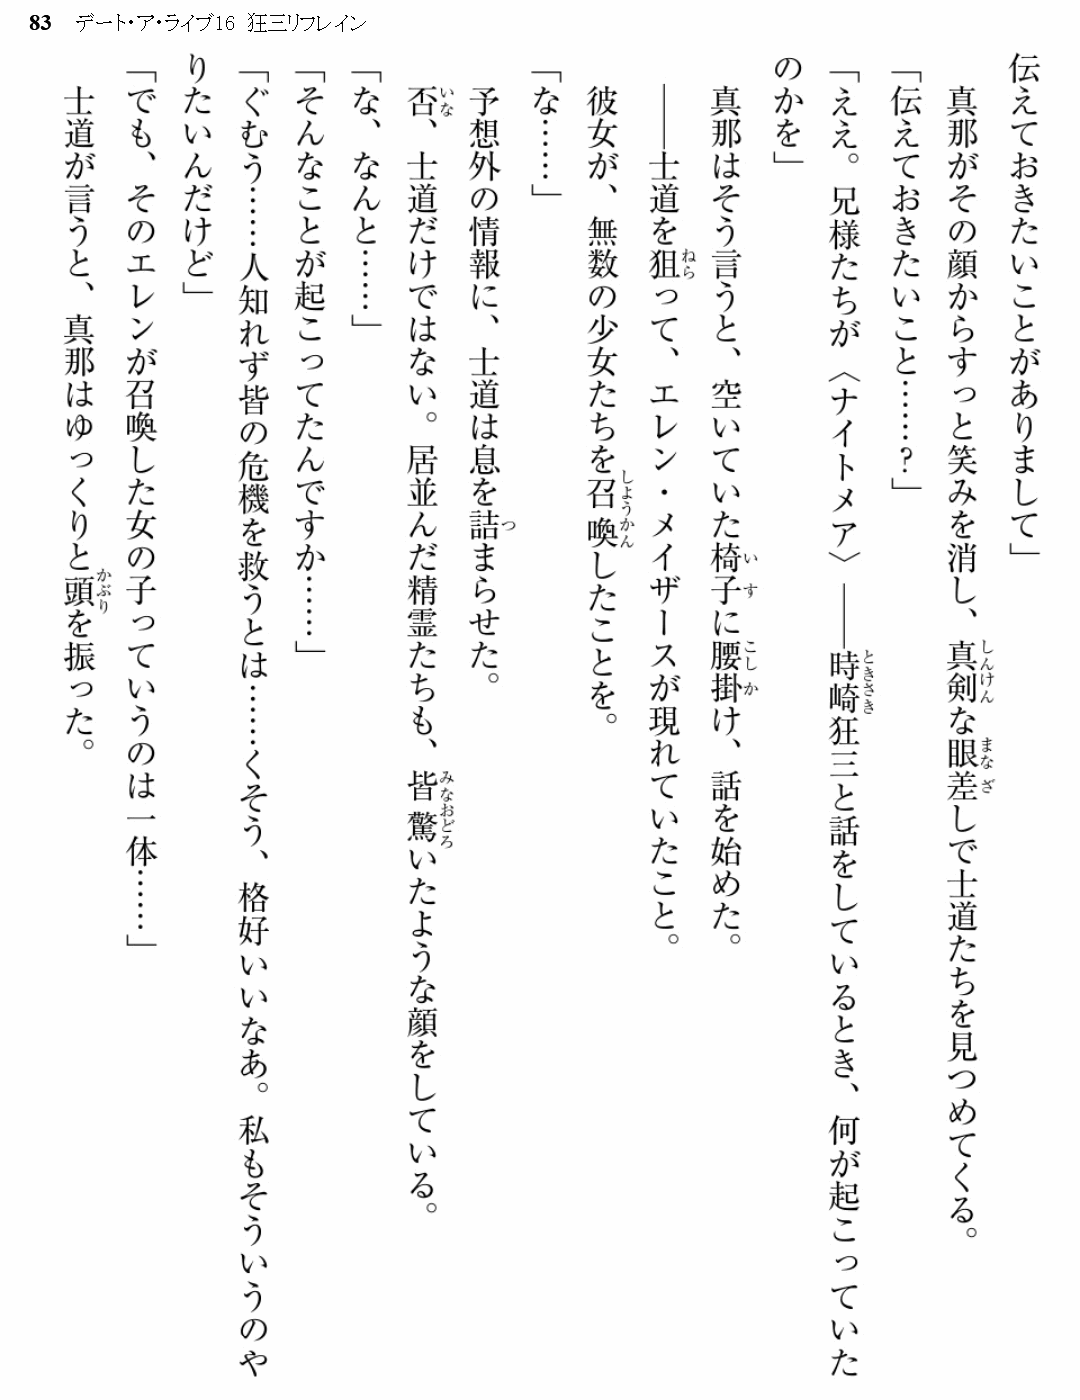 83 デート・ア・ライブ16 狂三リフレイン
伝えておきたいことがありまして」
真那がその顔からすっと笑みを消し、真剣な眼差しで士道たちを見つめてくる。
「伝えておきたいこと……？」
「ええ。兄様たちが〈ナイトメア〉――時崎狂三と話をしているとき、何が起こっていた
のかを」
真那はそう言うと、空いていた椅子に腰掛け、話を始めた。
――士道を狙って、エレン・メイザースが現れていたこと。
彼女が、無数の少女たちを召喚したことを。
「な……」
予想外の情報に、士道は息を詰まらせた。
否、士道だけではない。居並んだ精霊たちも、皆驚いたような顔をしている。
「な、なんと……」
「そんなことが起こってたんですか……」
「ぐむう……人知れず皆の危機を救うとは……くそう、格好いいなあ。私もそういうのや
りたいんだけど」
「でも、そのエレンが召喚した女の子っていうのは一体……」
士道が言うと、真那はゆっくりと頭を振った。